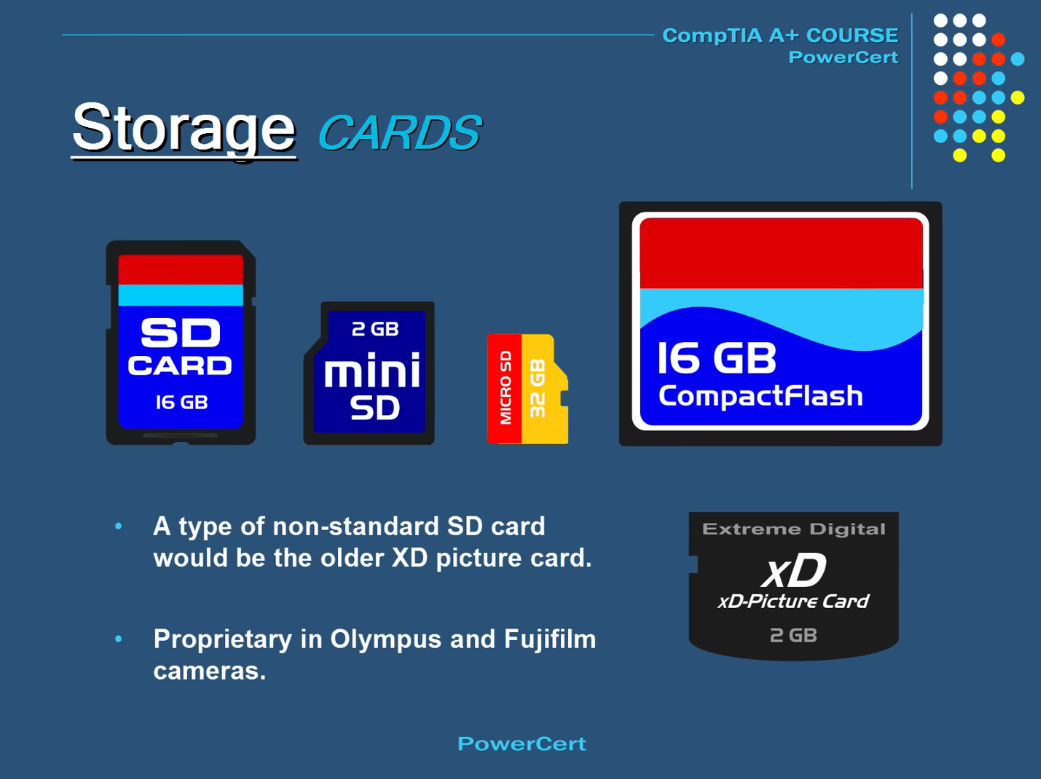 CompTIA A+ COURSE
PowerCert
Storage CARDS
SD
CARD
16 GB
2 GB
mini
SD
MICRO SD
32 GB
16 GB
CompactFlash
• A type of non-standard SD card
would be the older XD picture card.
• Proprietary in Olympus and Fujifilm
cameras.
Extreme Digital
xD
xD-Picture Card
2 GB
PowerCert